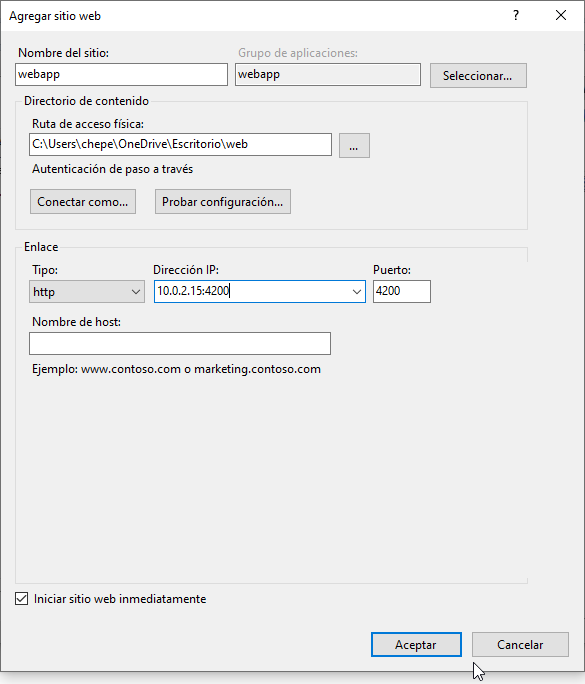 Agregar sitio web
?
Nombre del sitio:
Grupo de aplicaciones:
webapp
webapp
Seleccionar...
Directorio de contenido
Ruta de acceso física:
C:\Users\chepe\OneDrive\Escritorio\web
...
Autenticación de paso a través
Conectar como...
Probar configuración...
Enlace
Tipo:
Dirección IP:
Puerto:
http
10.0.2.15:4200
4200
Nombre de host:
Ejemplo: www.contoso.com o marketing.contoso.com
Iniciar sitio web inmediatamente
Aceptar
Cancelar